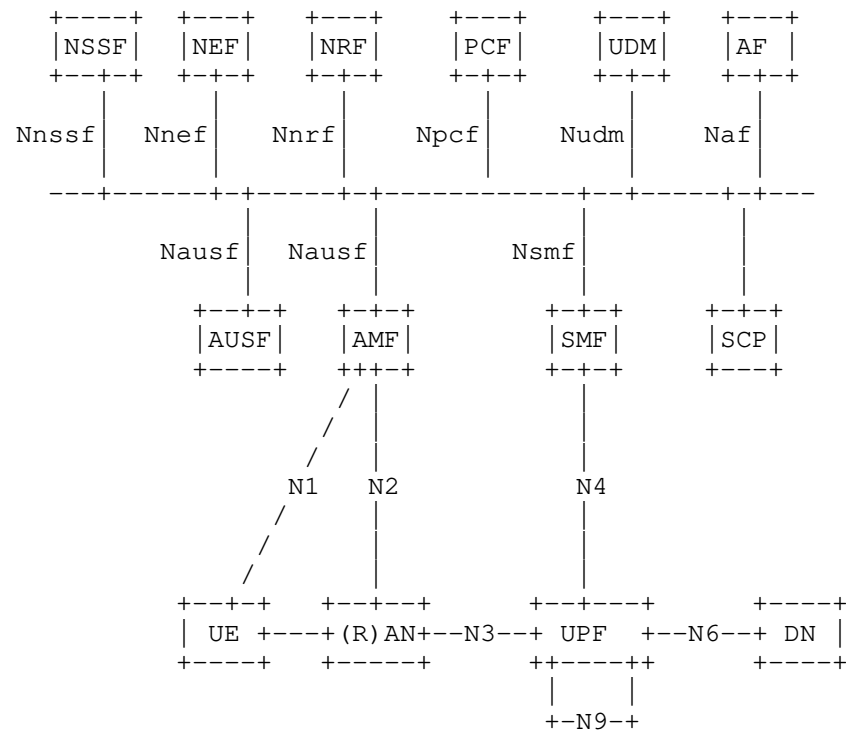 NSSF NEF NRF PCF UDM AF
Nnssf Nnef Nnrf Npcf Nudm Naf
Nausf Nausf Nsmf
AUSF AMF SMF SCP
N1 N2 N4
UE (R)AN N3 UPF N6 DN
N9